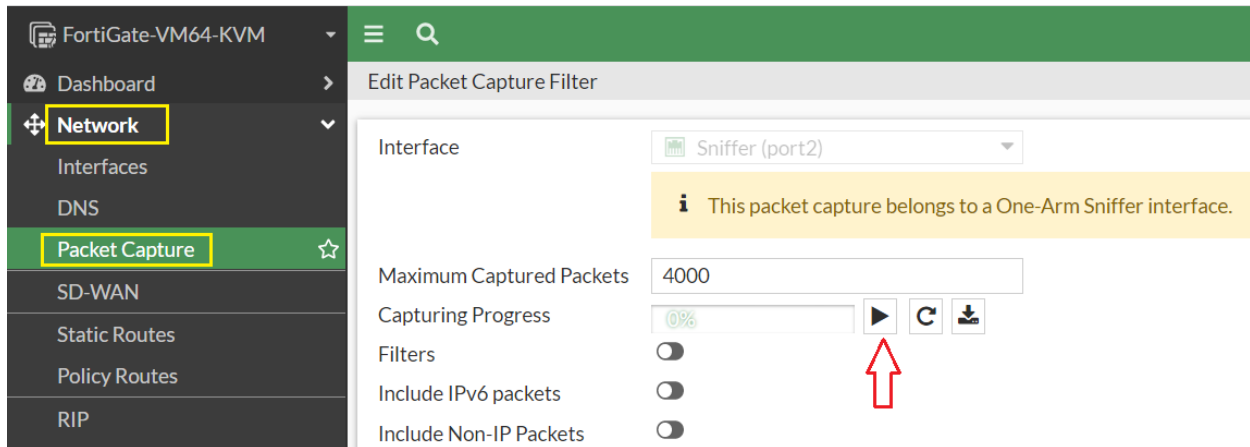 FortiGate-VM64-KVM
Dashboard
Edit Packet Capture Filter
Network
Interfaces
DNS
Packet Capture
SD-WAN
Static Routes
Policy Routes
RIP
Interface
Sniffer (port2)
This packet capture belongs to a One-Arm Sniffer interface.
Maximum Captured Packets
4000
Capturing Progress
0%
Filters
Include IPv6 packets
Include Non-IP Packets